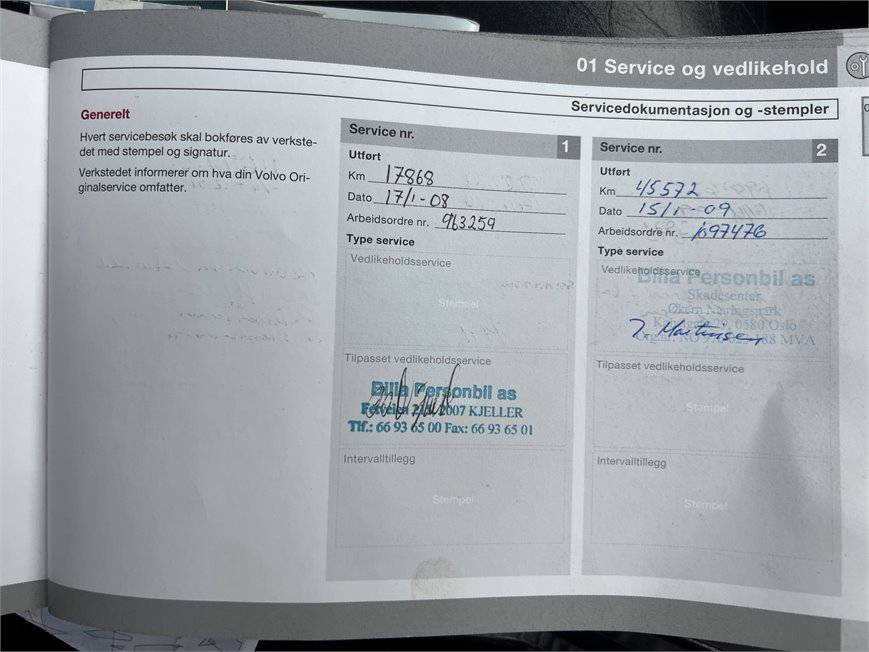 01 Service og vedlikehold
Servicedokumentasjon og -stempler
Generelt
Hvert servicebesøk skal bokføres av verkste-
det med stempel og signatur.
Verkstedet informerer om hva din Volvo Ori-
ginalservice omfatter.
Service nr. 1
Utført
Km 17868
Dato 17/1-08
Arbeidsordre nr. 963259
Type service
Vedlikeholdsservice
Stempel
Tilpasset vedlikeholdsservice
Bilia Personbil as
2007 KJELLER
Tlf.: 66 93 65 00 Fax: 66 93 65 01
Intervalltillegg
Stempel
Service nr. 2
Utført
Km 45572
Dato 15/1-09
Arbeidsordre nr. 1697476
Type service
Vedlikeholdsservice
Bilia Personbil as
Skadesenter
Økern Næringspark
0580 Oslo
MVA
Tilpasset vedlikeholdsservice
Stempel
Intervalltillegg
Stempel